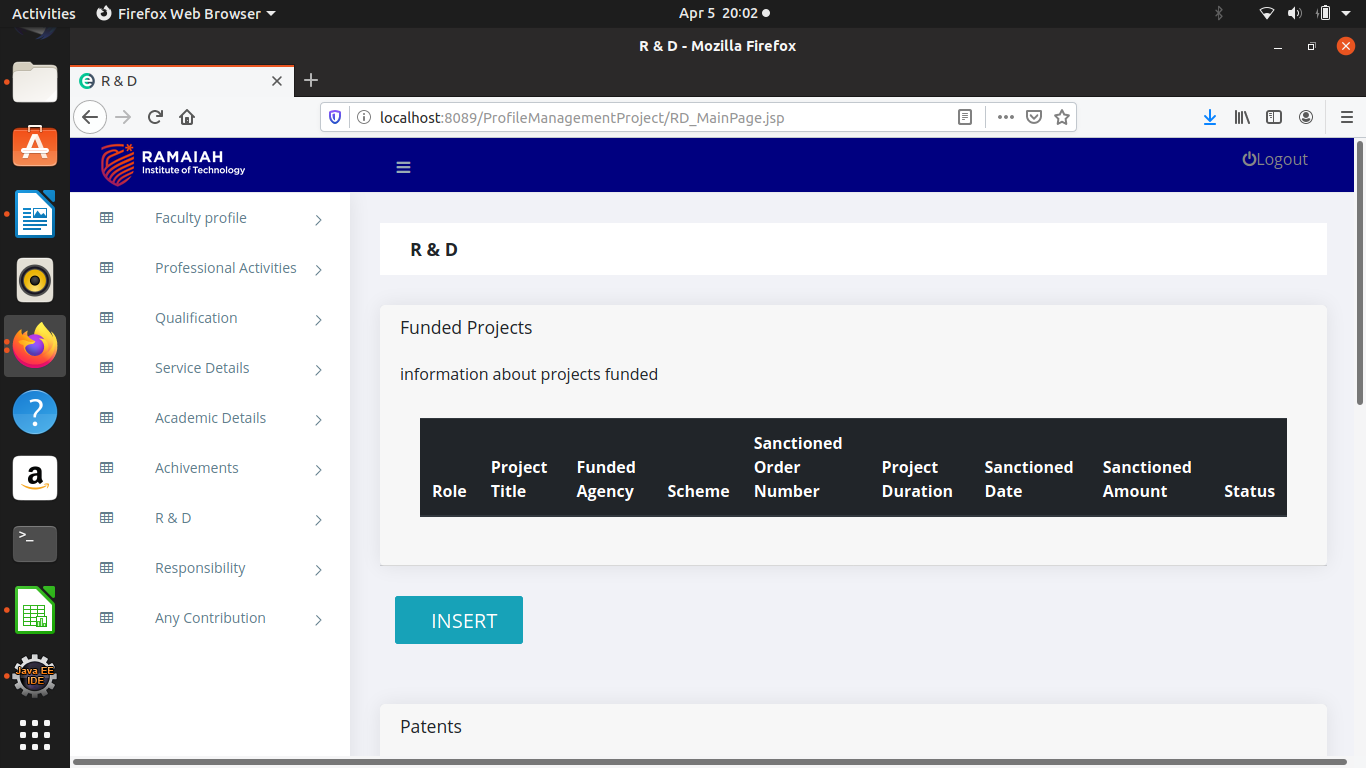 Activities Firefox Web Browser Apr 5 20:02
R & D - Mozilla Firefox
R & D
localhost:8089/ProfileManagementProject/RD_MainPage.jsp
RAMAIAH
Institute of Technology
Logout
Faculty profile
Professional Activities
Qualification
Service Details
Academic Details
Achivements
R & D
Responsibility
Any Contribution
R & D
Funded Projects
information about projects funded
Role Project Title Funded Agency Scheme Sanctioned Order Number Project Duration Sanctioned Date Sanctioned Amount Status
INSERT
Patents
?
a
>_
Java EE
IDE